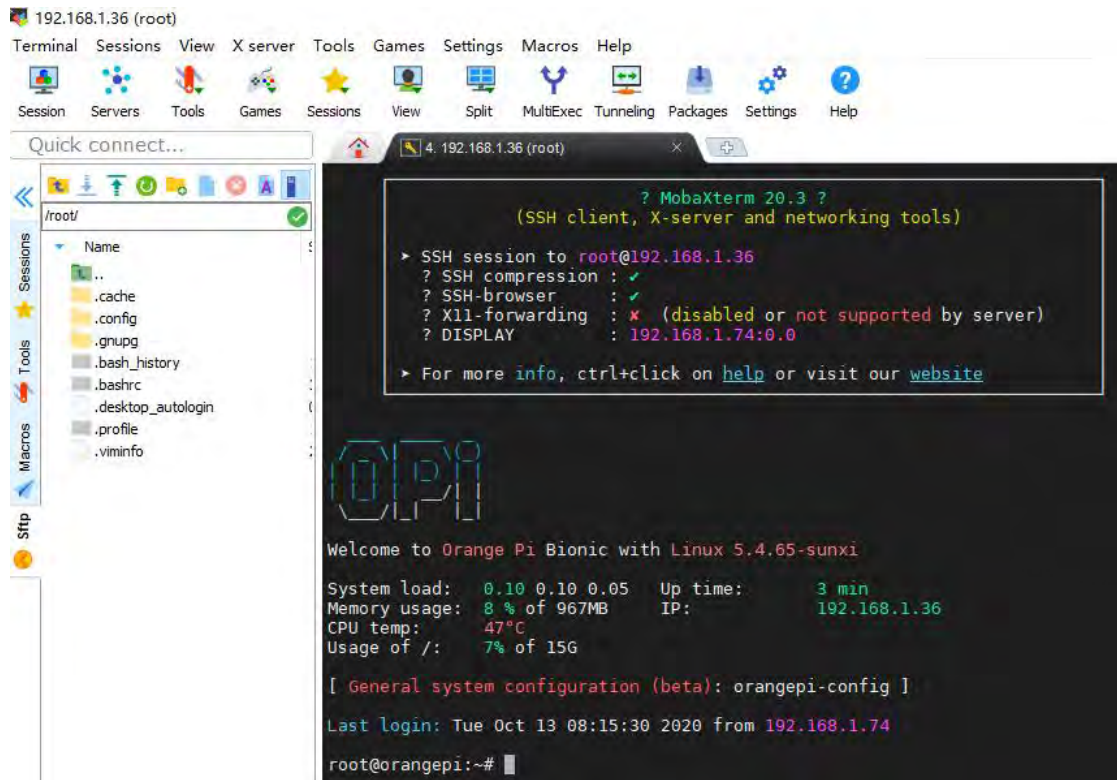 192.168.1.36 (root)
Terminal Sessions View X server Tools Games Settings Macros Help
Session Servers Tools Games Sessions View Split MultiExec Tunneling Packages Settings Help
Quick connect...
4. 192.168.1.36 (root)
/root/
Name
..
.cache
.config
.gnupg
.bash_history
.bashrc
.desktop_autologin
.profile
.viminfo
Sessions
Tools
Macros
Sftp
? MobaXterm 20.3 ?
(SSH client, X-server and networking tools)
➤ SSH session to root@192.168.1.36
? SSH compression : ✔
? SSH-browser : ✔
? X11-forwarding : ✘ (disabled or not supported by server)
? DISPLAY : 192.168.1.74:0.0
➤ For more info, ctrl+click on help or visit our website
OPi
Welcome to Orange Pi Bionic with Linux 5.4.65-sunxi
System load: 0.10 0.10 0.05 Up time: 3 min
Memory usage: 8 % of 967MB IP: 192.168.1.36
CPU temp: 47°C
Usage of /: 7% of 15G
[ General system configuration (beta): orangepi-config ]
Last login: Tue Oct 13 08:15:30 2020 from 192.168.1.74
root@orangepi:~#